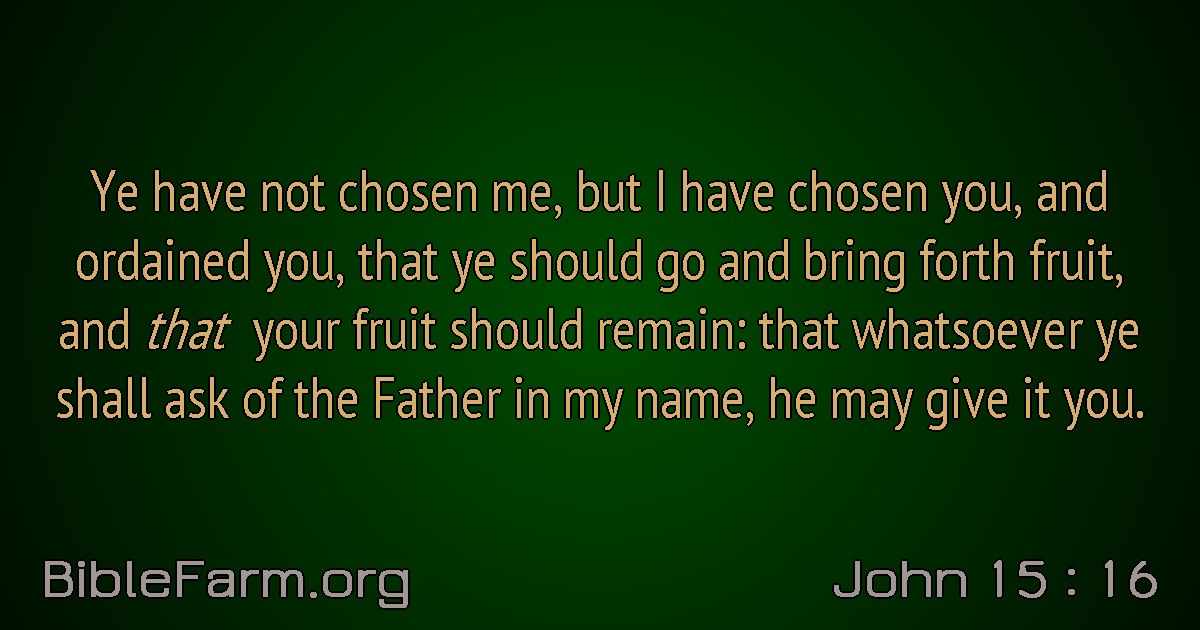 Ye have not chosen me, but I have chosen you, and
ordained you, that ye should go and bring forth fruit,
and that your fruit should remain: that whatsoever ye
shall ask of the Father in my name, he may give it you.
BibleFarm.org
John 15 : 16